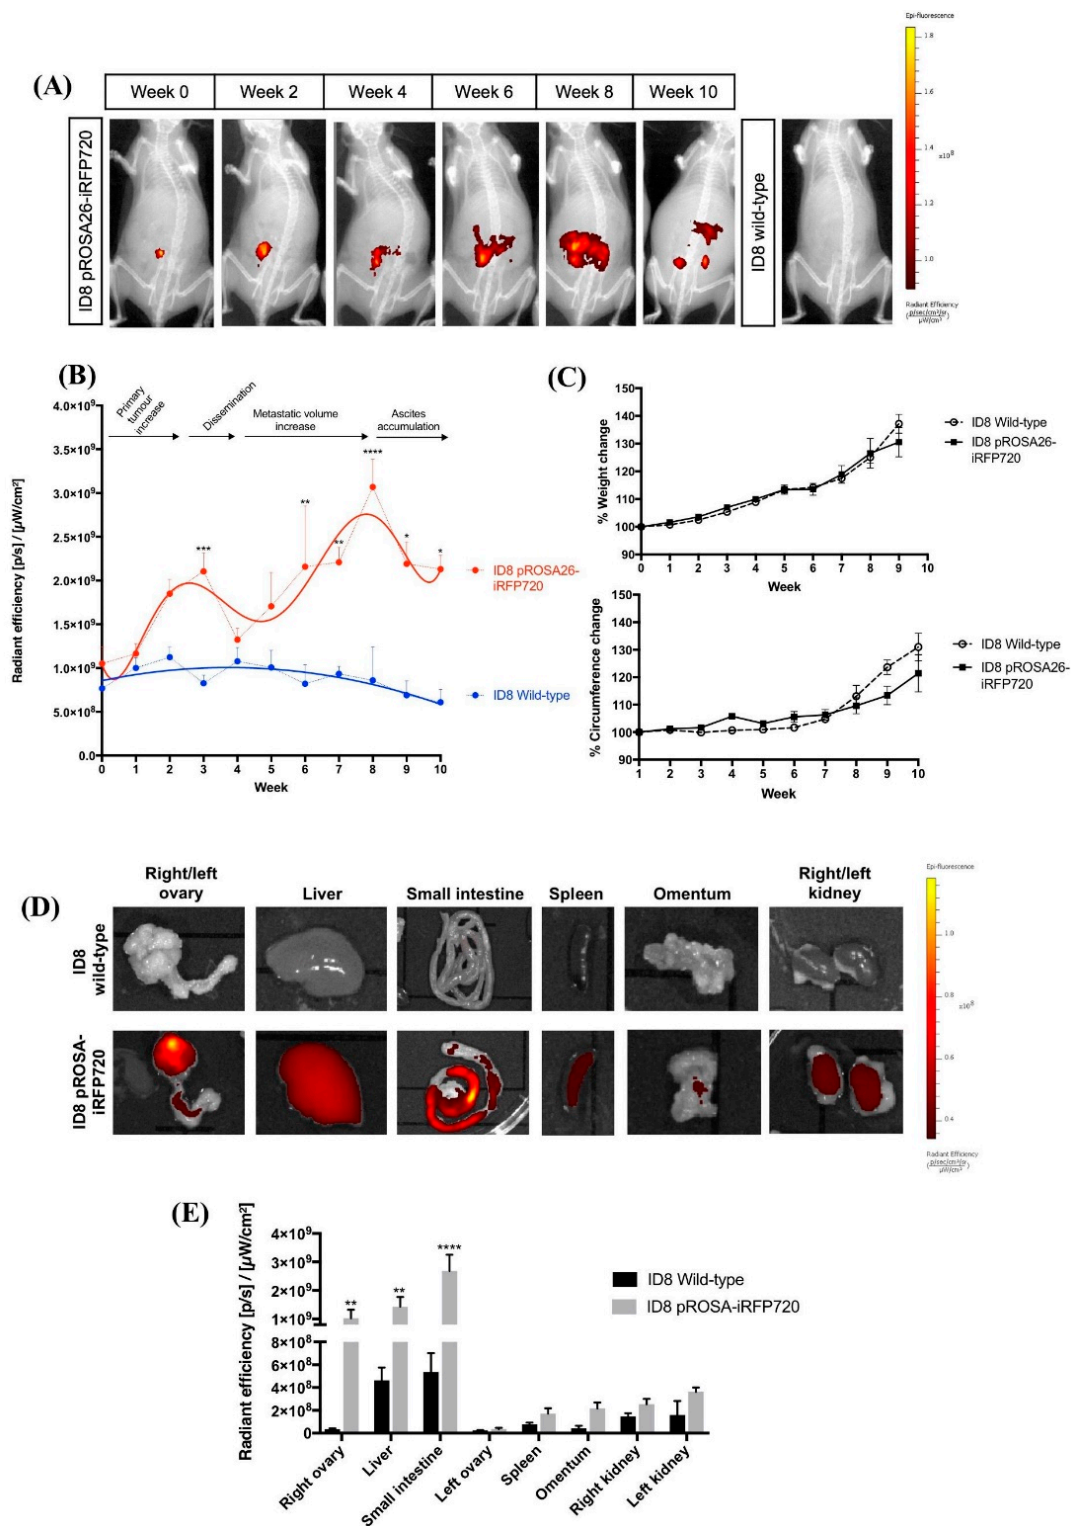 Epi-fluorescence
(A)
Week 0
Week 2
Week 4
Week 6
Week 8
Week 10
ID8 pROSA26-iRFP720
ID8 wild-type
1.8
1.6
1.4
x10⁸
1.2
1.0
Radiant Efficiency
(p/sec/cm²/sr
µW/cm²)
(B)
Primary
tumour
increase
Dissemination
Metastatic volume
increase
Ascites
accumulation
Radiant efficiency [p/s] / [µW/cm²]
4.0×10⁹
3.5×10⁹
3.0×10⁹
2.5×10⁹
2.0×10⁹
1.5×10⁹
1.0×10⁹
5.0×10⁸
0.0
***
**
**
****
*
*
ID8 pROSA26-
iRFP720
ID8 Wild-type
0 1 2 3 4 5 6 7 8 9 10
Week
(C)
% Weight change
150
140
130
120
110
100
90
ID8 Wild-type
ID8 pROSA26-
iRFP720
0 1 2 3 4 5 6 7 8 9 10
Week
% Circumference change
150
140
130
120
110
100
90
ID8 Wild-type
ID8 pROSA26-
iRFP720
1 2 3 4 5 6 7 8 9 10
Week
(D)
Right/left
ovary
Liver
Small intestine
Spleen
Omentum
Right/left
kidney
ID8
wild-type
ID8 pROSA-
iRFP720
Epi-fluorescence
1.0
0.8
x10⁸
0.6
0.4
Radiant Efficiency
(p/sec/cm²/sr
µW/cm²)
(E)
Radiant efficiency [p/s] / [µW/cm²]
4×10⁹
3×10⁹
2×10⁹
1×10⁹
8×10⁸
6×10⁸
4×10⁸
2×10⁸
0
**
**
****
ID8 Wild-type
ID8 pROSA-iRFP720
Right ovary
Liver
Small intestine
Left ovary
Spleen
Omentum
Right kidney
Left kidney